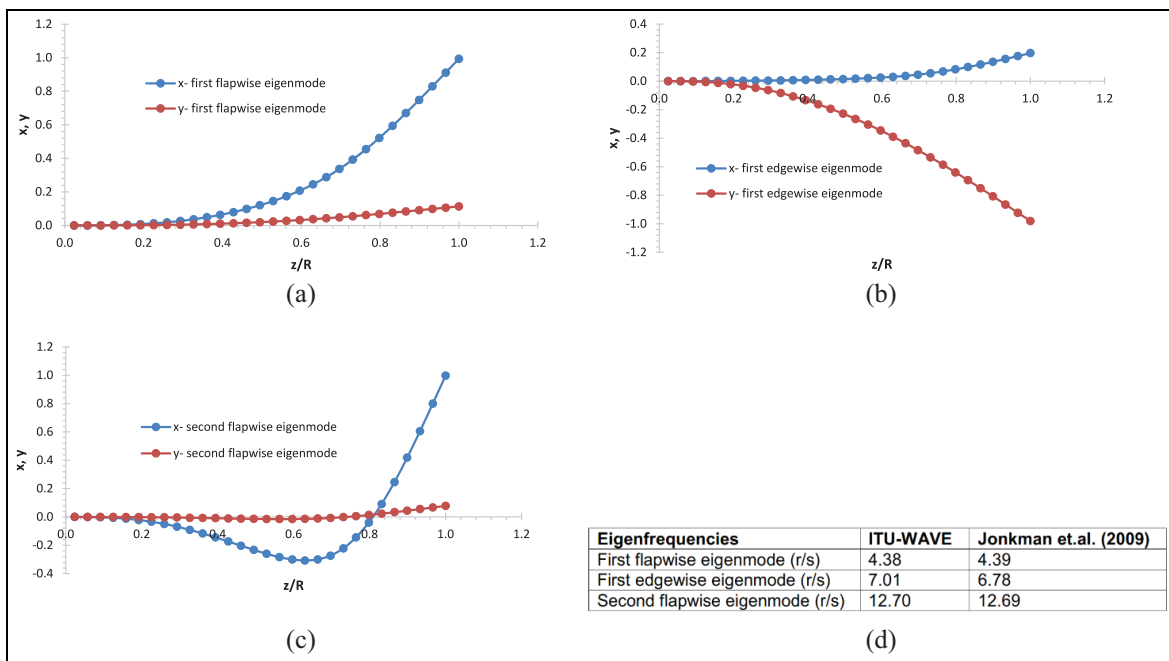 1.2
1.0
0.8
0.6
0.4
0.2
0.0
x, y
x- first flapwise eigenmode
y- first flapwise eigenmode
0.0 0.2 0.4 0.6 0.8 1.0 1.2
z/R
(a)
0.4
0.2
0.0
-0.2
-0.4
-0.6
-0.8
-1.0
-1.2
x, y
0.0 0.2 0.4 0.6 0.8 1.0 1.2
x- first edgewise eigenmode
y- first edgewise eigenmode
z/R
(b)
1.2
1.0
0.8
0.6
0.4
0.2
0.0
-0.2
-0.4
x, y
x- second flapwise eigenmode
y- second flapwise eigenmode
0.0 0.2 0.4 0.6 0.8 1.0 1.2
z/R
(c)
Eigenfrequencies ITU-WAVE Jonkman et.al. (2009)
First flapwise eigenmode (r/s) 4.38 4.39
First edgewise eigenmode (r/s) 7.01 6.78
Second flapwise eigenmode (r/s) 12.70 12.69
(d)